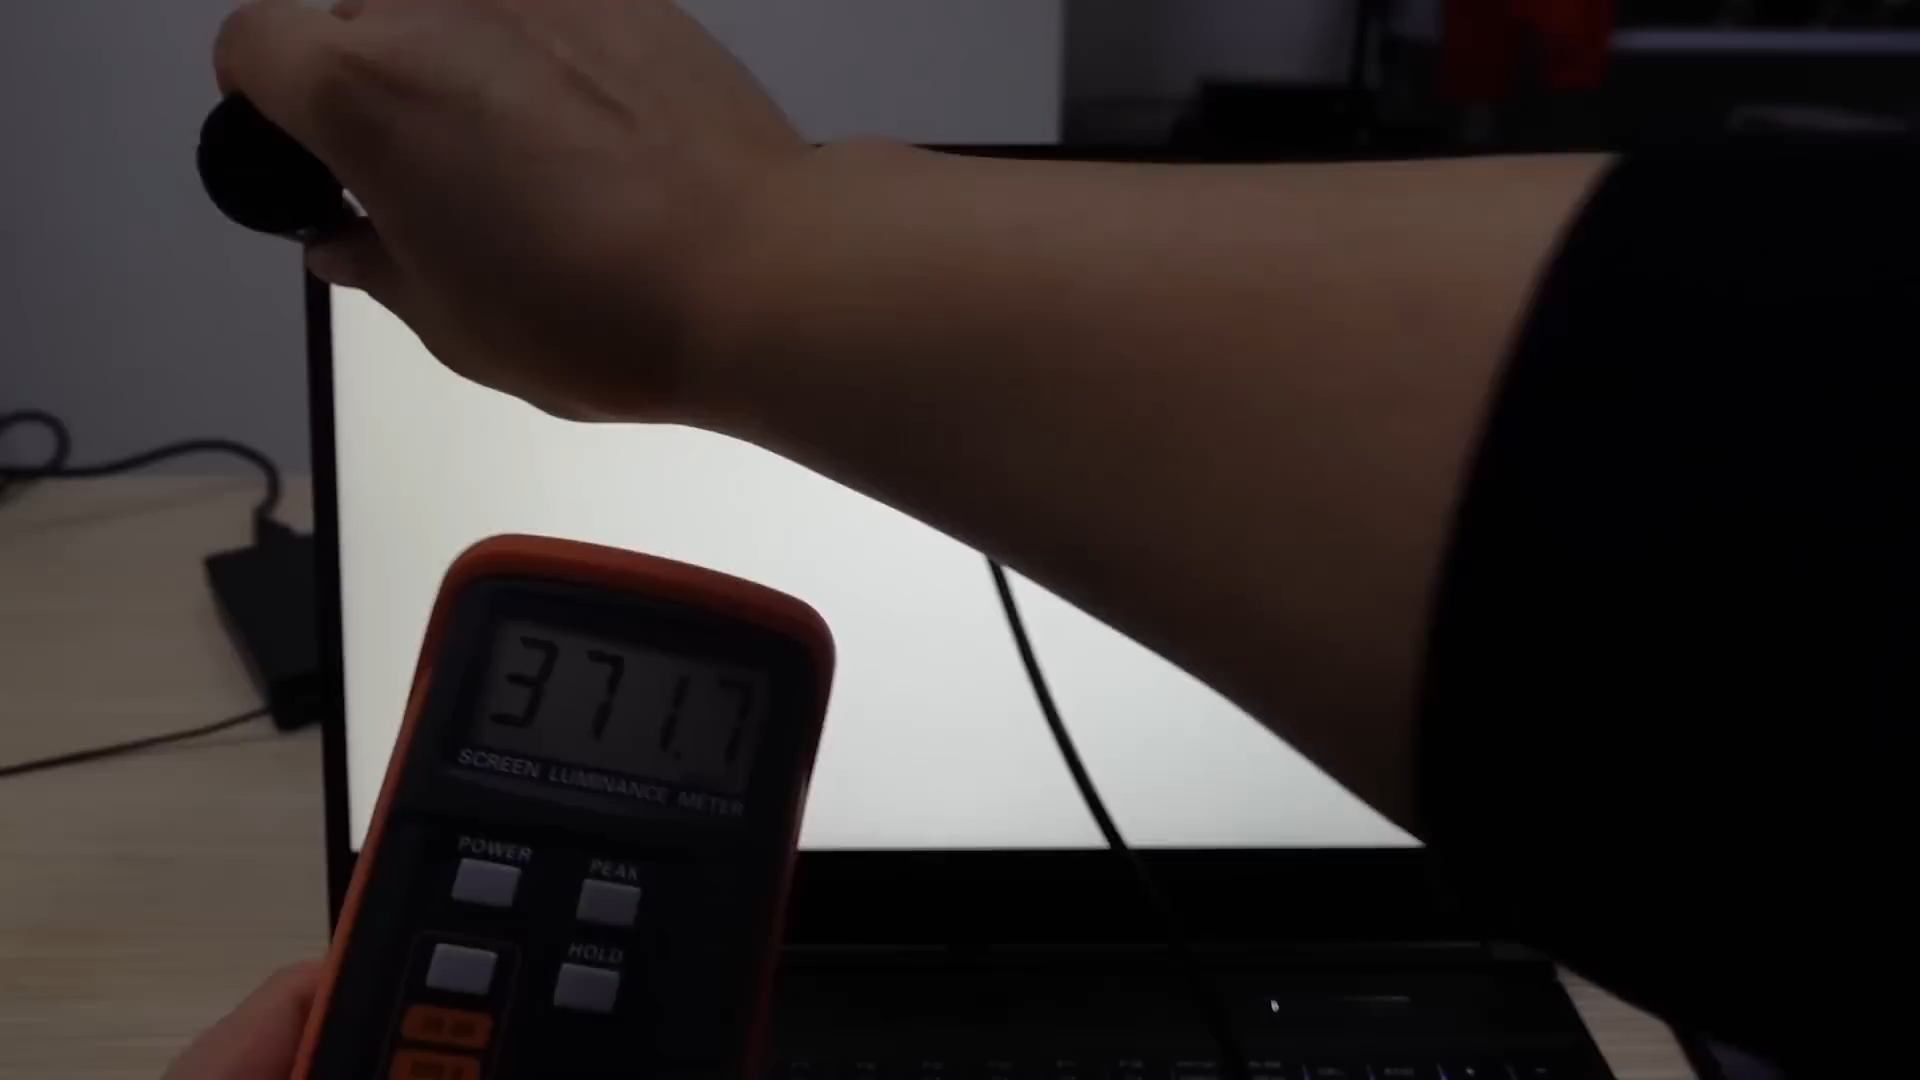 371.7
SCREEN LUMINANCE METER
POWER
PEAK
HOLD